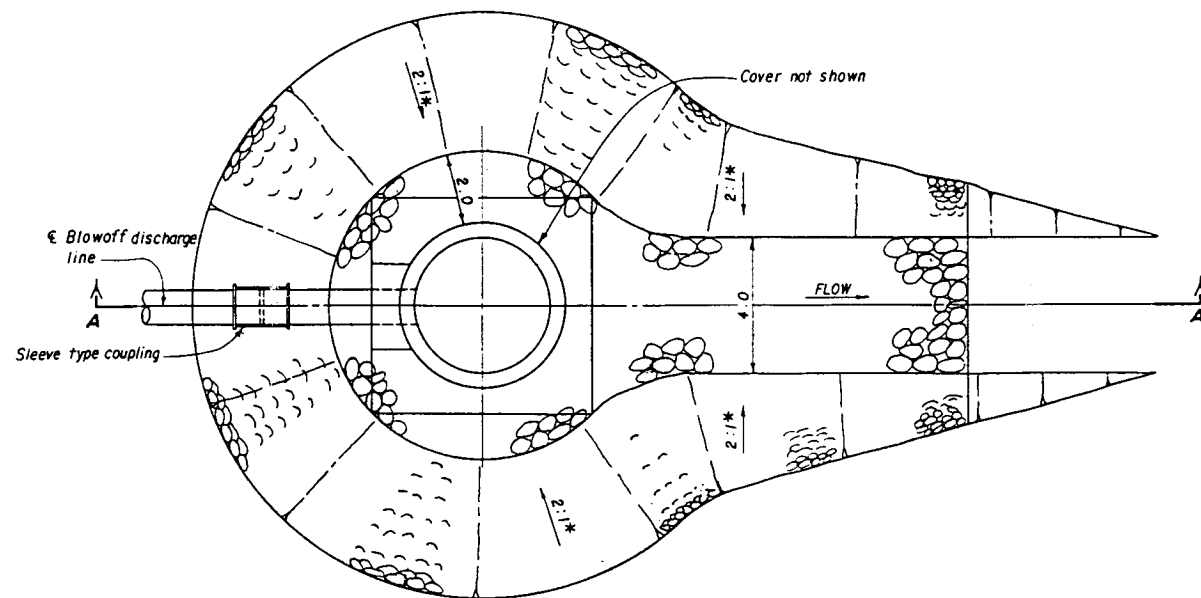 2:1*
Cover not shown
2.0
2:1*
℄ Blowoff discharge
line
FLOW
4.0
A
A
Sleeve type coupling
2:1*
2:1*